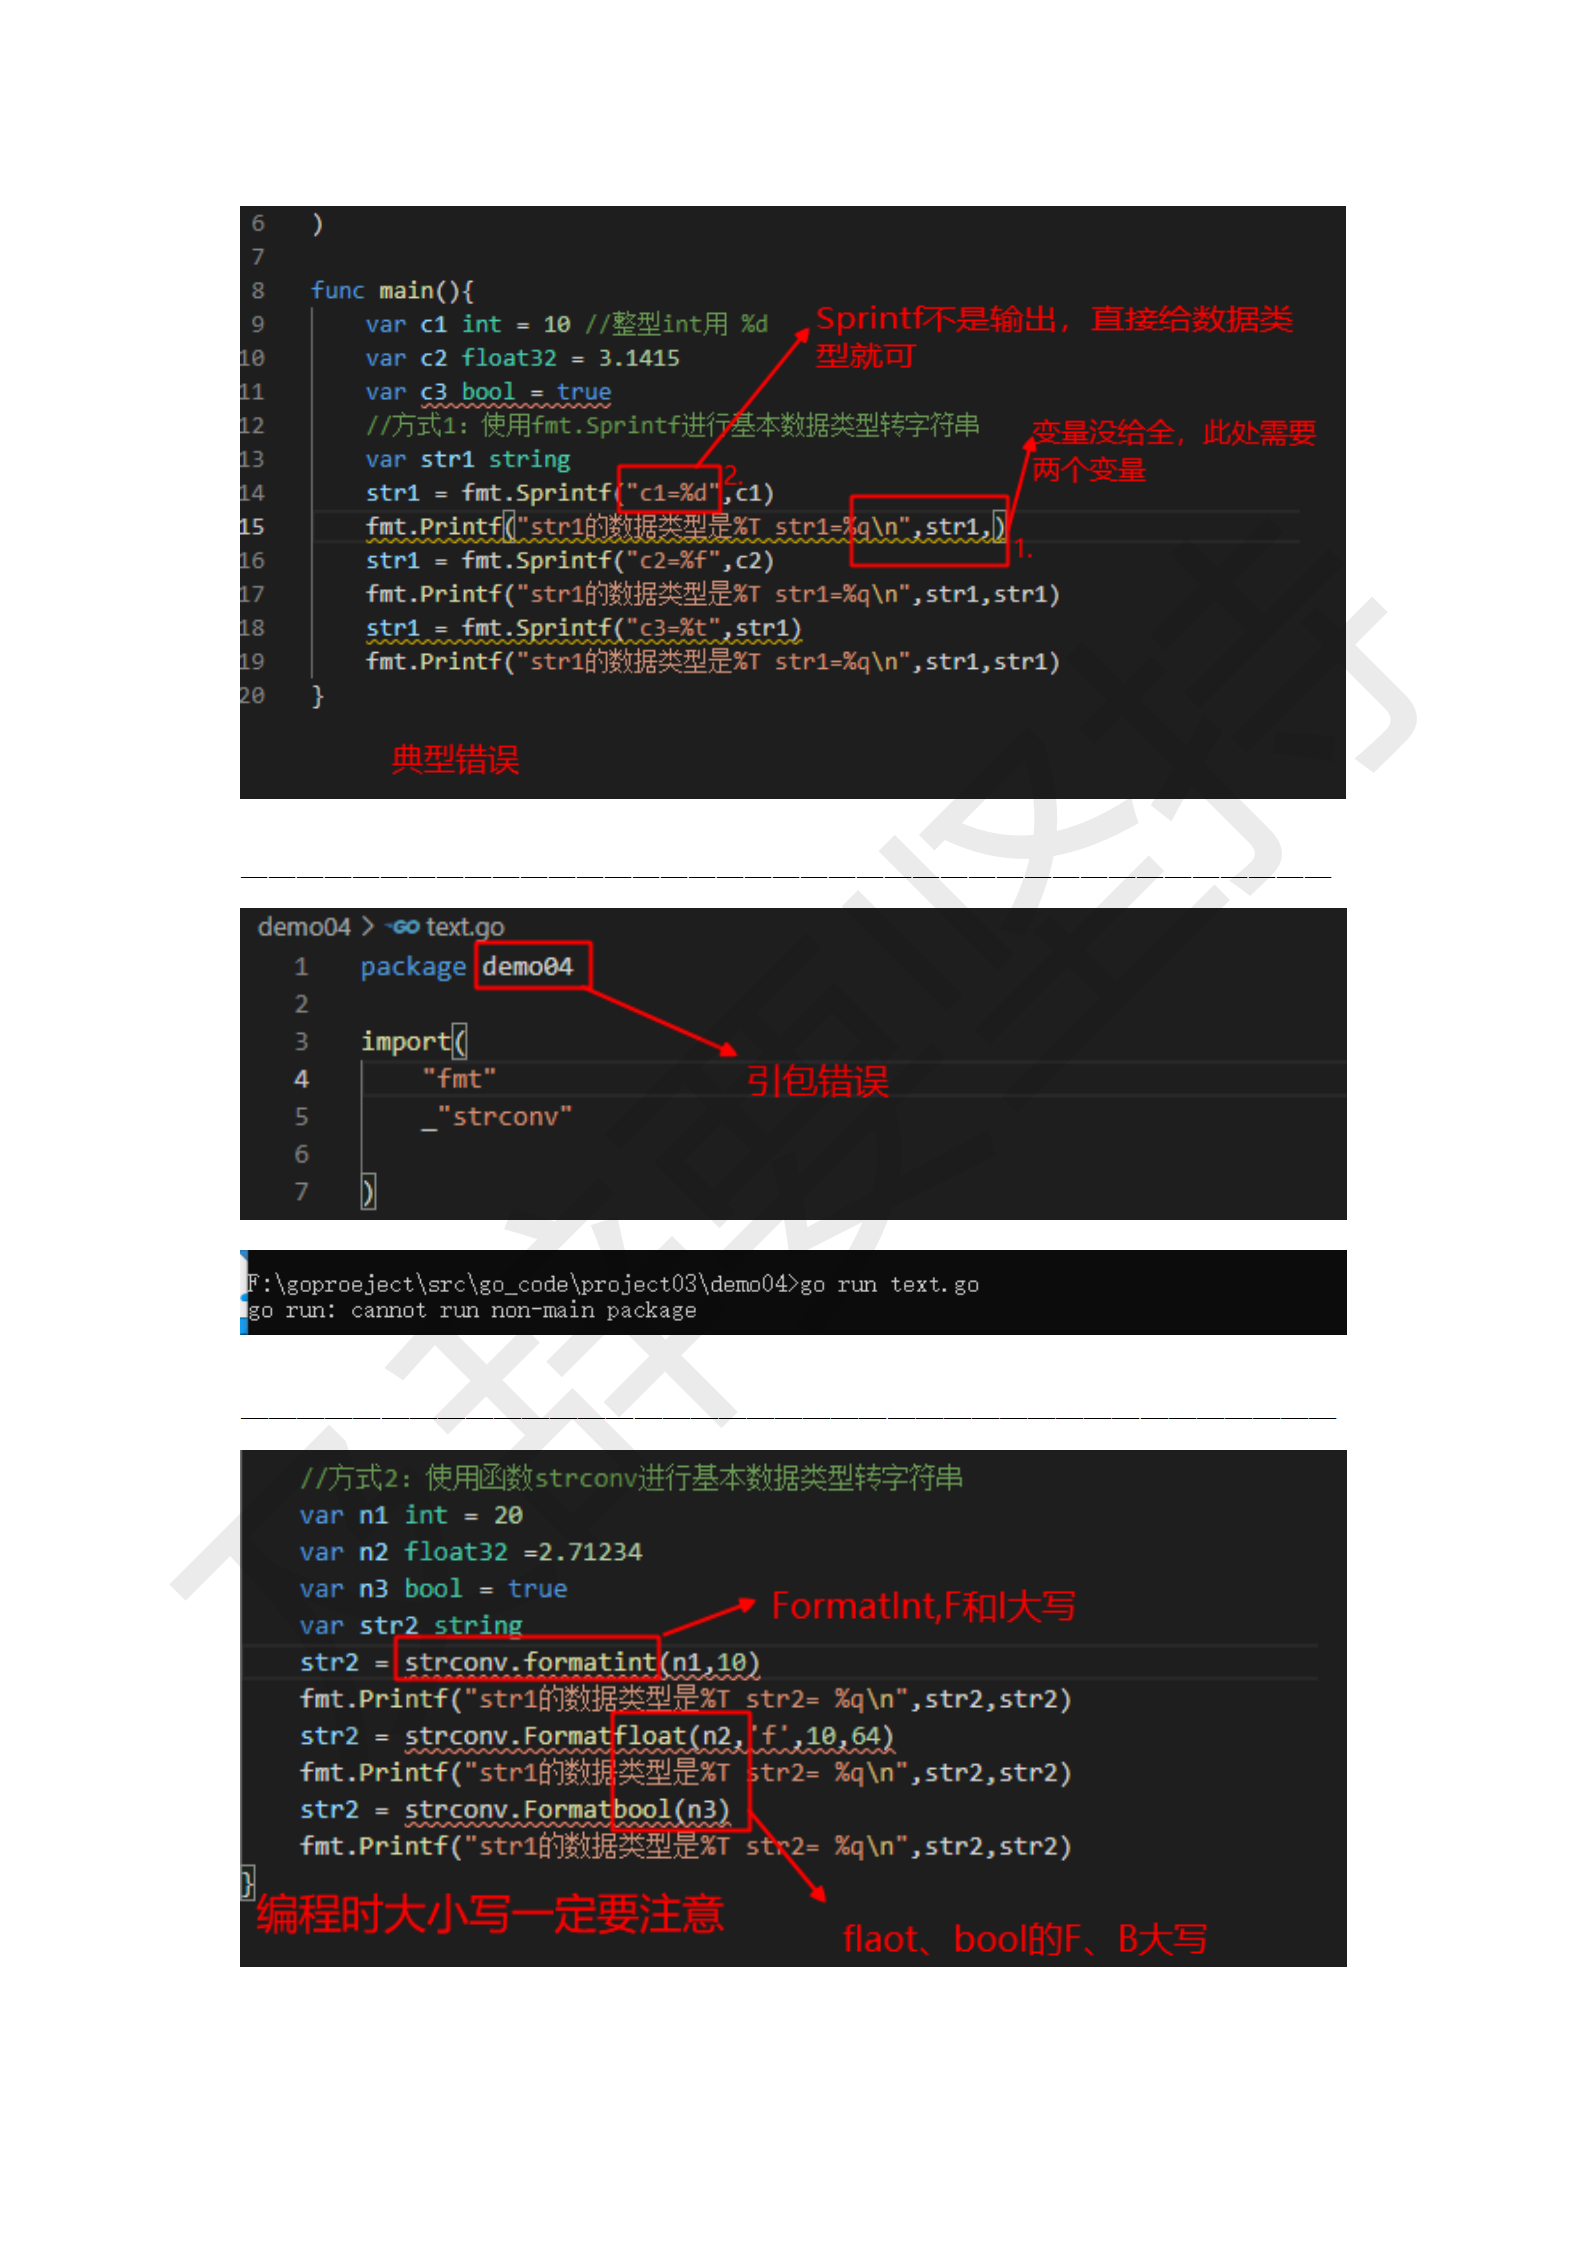 6 )
7
8 func main(){
9 var c1 int = 10 //整型int用 %d
Sprintf不是输出，直接给数据类
型就可
10 var c2 float32 = 3.1415
11 var c3 bool = true
12 //方式1：使用fmt.Sprintf进行基本数据类型转字符串
变量没给全，此处需要
两个变量
13 var str1 string
2.
14 str1 = fmt.Sprintf("c1=%d",c1)
15 fmt.Printf("str1的数据类型是%T str1=%q\n",str1,)
1.
16 str1 = fmt.Sprintf("c2=%f",c2)
17 fmt.Printf("str1的数据类型是%T str1=%q\n",str1,str1)
18 str1 = fmt.Sprintf("c3=%t",str1)
19 fmt.Printf("str1的数据类型是%T str1=%q\n",str1,str1)
20 }
典型错误
demo04 > GO text.go
1 package demo04
2
3 import(
4 "fmt"
引包错误
5 _"strconv"
6
7 )
F:\goproeject\src\go_code\project03\demo04>go run text.go
go run: cannot run non-main package
//方式2：使用函数strconv进行基本数据类型转字符串
var n1 int = 20
var n2 float32 =2.71234
var n3 bool = true
FormatInt,F和I大写
var str2 string
str2 = strconv.formatint(n1,10)
fmt.Printf("str1的数据类型是%T str2= %q\n",str2,str2)
str2 = strconv.Formatfloat(n2,'f',10,64)
fmt.Printf("str1的数据类型是%T str2= %q\n",str2,str2)
str2 = strconv.Formatbool(n3)
fmt.Printf("str1的数据类型是%T str2= %q\n",str2,str2)
}
编程时大小写一定要注意
flaot、bool的F、B大写